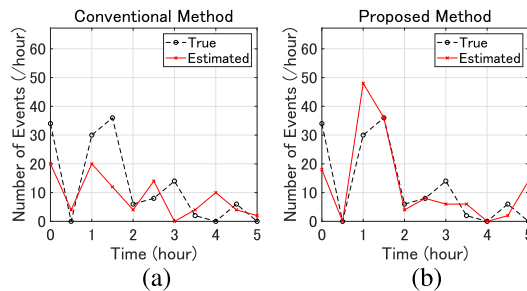 Conventional Method
True
Estimated
Number of Events (/hour)
60
50
40
30
20
10
0
0 1 2 3 4 5
Time (hour)
(a)
Proposed Method
True
Estimated
Number of Events (/hour)
60
50
40
30
20
10
0
0 1 2 3 4 5
Time (hour)
(b)